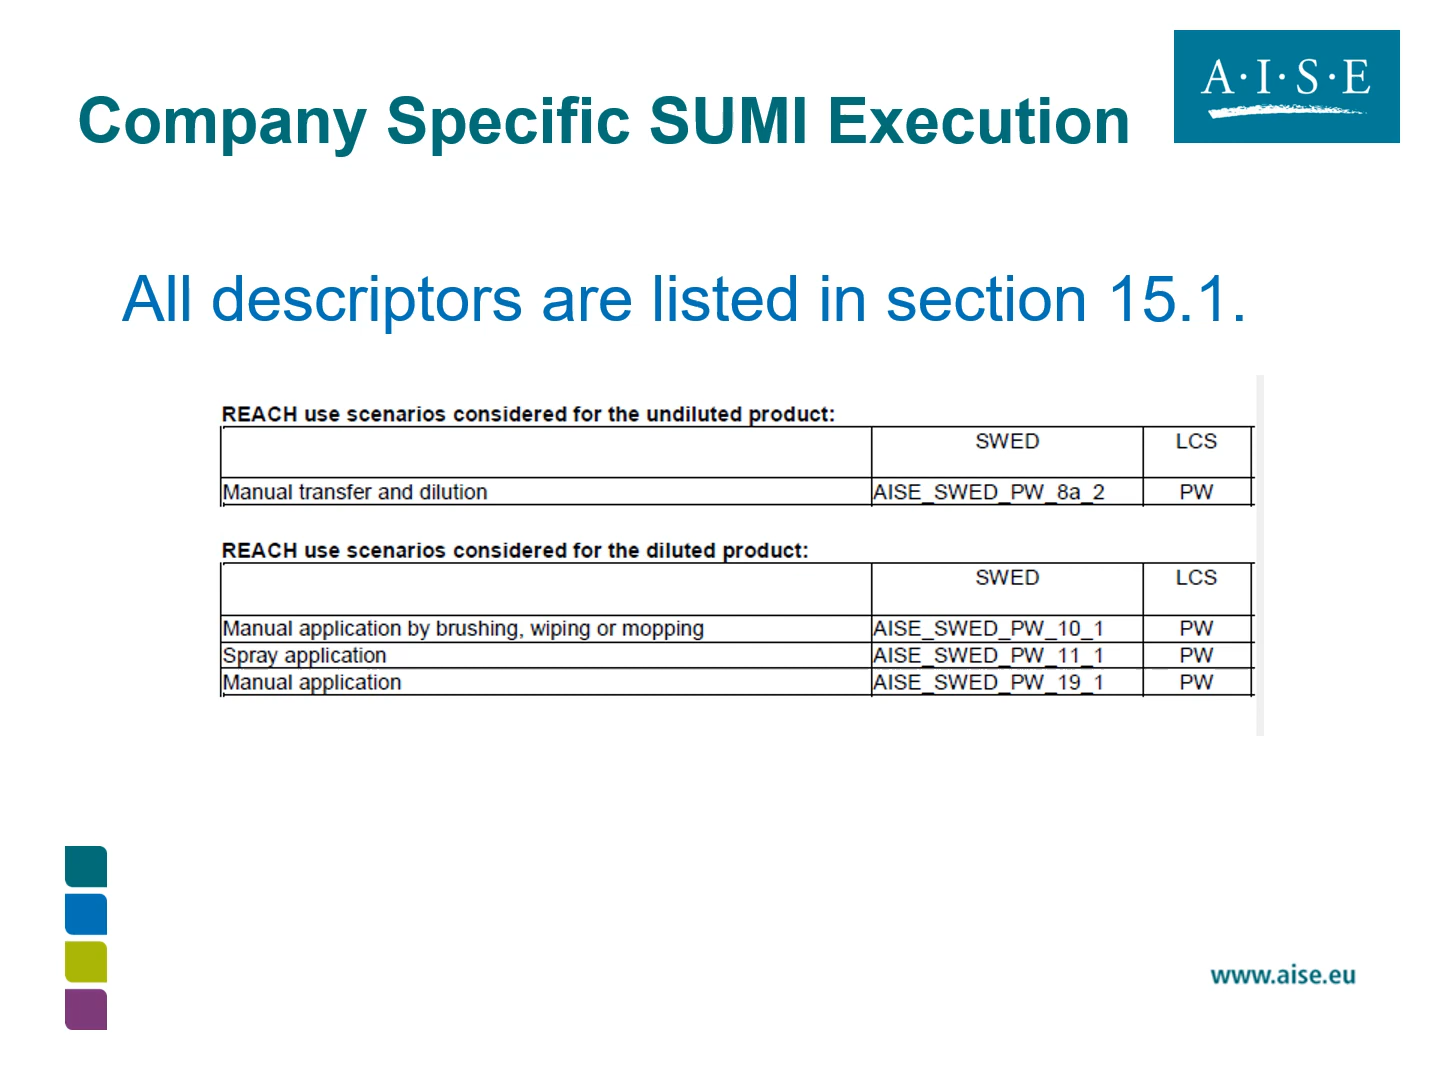 A·I·S·E
Company Specific SUMI Execution
All descriptors are listed in section 15.1.
REACH use scenarios considered for the undiluted product:
SWED LCS
Manual transfer and dilution AISE_SWED_PW_8a_2 PW
REACH use scenarios considered for the diluted product:
SWED LCS
Manual application by brushing, wiping or mopping AISE_SWED_PW_10_1 PW
Spray application AISE_SWED_PW_11_1 PW
Manual application AISE_SWED_PW_19_1 PW
www.aise.eu